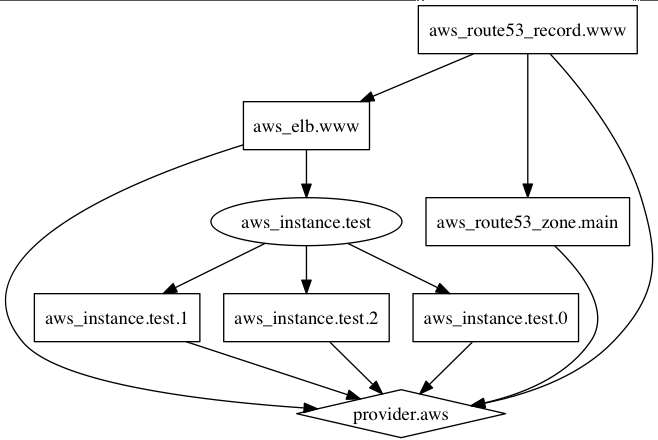 aws_route53_record.www
aws_elb.www
aws_instance.test
aws_route53_zone.main
aws_instance.test.1
aws_instance.test.2
aws_instance.test.0
provider.aws